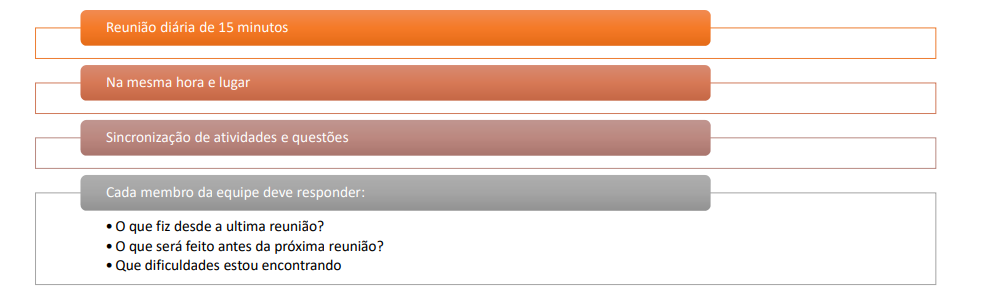 Reunião diária de 15 minutos
Na mesma hora e lugar
Sincronização de atividades e questões
Cada membro da equipe deve responder:
• O que fiz desde a ultima reunião?
• O que será feito antes da próxima reunião?
• Que dificuldades estou encontrando